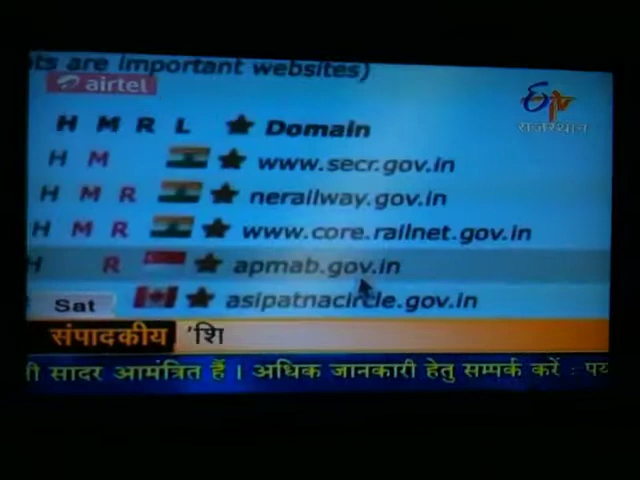 ts are important websites)
airtel
ETV
राजस्थान
H M R L Domain
H M www.secr.gov.in
H M R nerailway.gov.in
H M R www.core.railnet.gov.in
H R apmab.gov.in
asipatnacircle.gov.in
Sat
संपादकीय 'शि
ी सादर आमंत्रित हैं । अधिक जानकारी हेतु सम्पर्क करें : पर